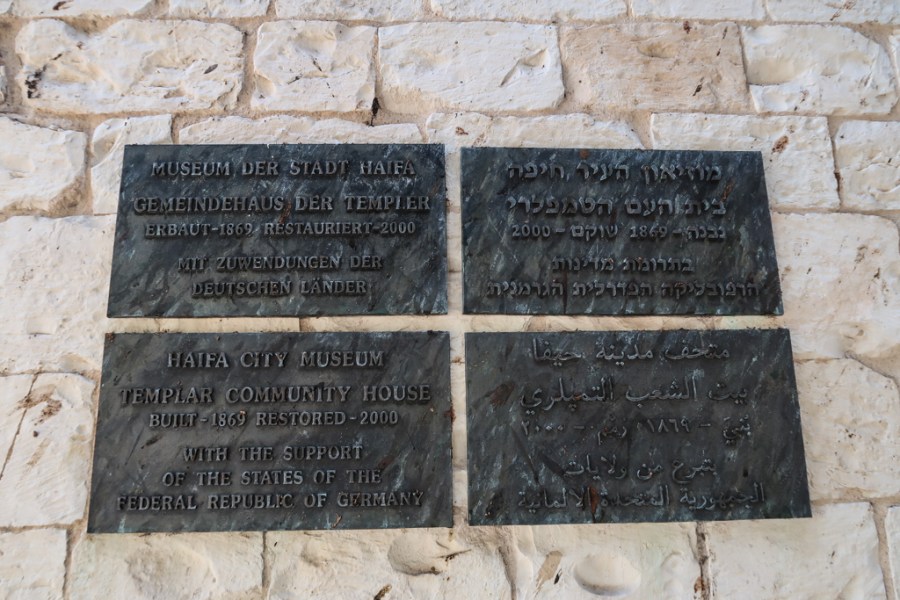 MUSEUM DER STADT HAIFA
GEMEINDEHAUS DER TEMPLER
ERBAUT-1869 RESTAURIERT-2000
MIT ZUWENDUNGEN DER
DEUTSCHEN LÄNDER
מוזיאון העיר, חיפה
בית העם הטמפלרי
נבנה-1869 שוקם-2000
בתרומת מדינות
הרפובליקה הפדרלית הגרמנית
HAIFA CITY MUSEUM
TEMPLAR COMMUNITY HOUSE
BUILT-1869 RESTORED-2000
WITH THE SUPPORT
OF THE STATES OF THE
FEDERAL REPUBLIC OF GERMANY
متحف مدينة حيفا
بيت الشعب التمپلري
بني - ١٨٦٩ رمم - ٢٠٠٠
بتبرع من ولايات
الجمهورية المتحدة الالمانية